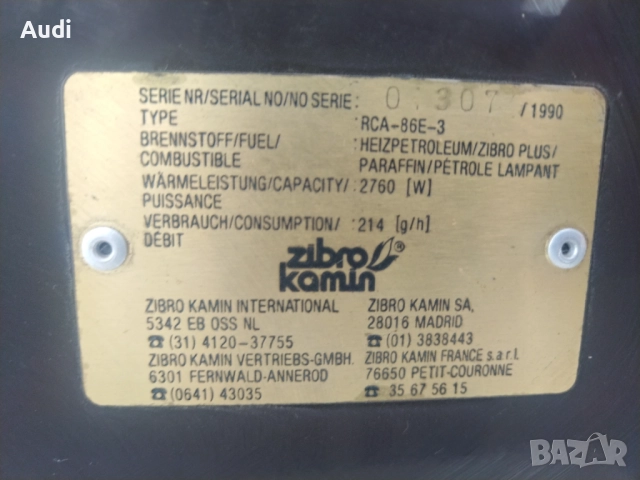 Audi
SERIE NR/SERIAL NO/NO SERIE: 01307 /1990
TYPE :RCA-86E-3
BRENNSTOFF/FUEL/ :HEIZPETROLEUM/ZIBRO PLUS/
COMBUSTIBLE PARAFFIN/PÉTROLE LAMPANT
WÄRMELEISTUNG/CAPACITY/ :2760 [W]
PUISSANCE
VERBRAUCH/CONSUMPTION/ :214 [g/h]
DÉBIT
zibro ®
kamin
ZIBRO KAMIN INTERNATIONAL
5342 EB OSS NL
☎ (31) 4120-37755
ZIBRO KAMIN VERTRIEBS-GMBH.
6301 FERNWALD-ANNEROD
☎ (0641) 43035
ZIBRO KAMIN SA,
28016 MADRID
☎ (01) 3838443
ZIBRO KAMIN FRANCE s.a r.l.
76650 PETIT-COURONNE
☎ 35 67 56 15
BAZAR
bg